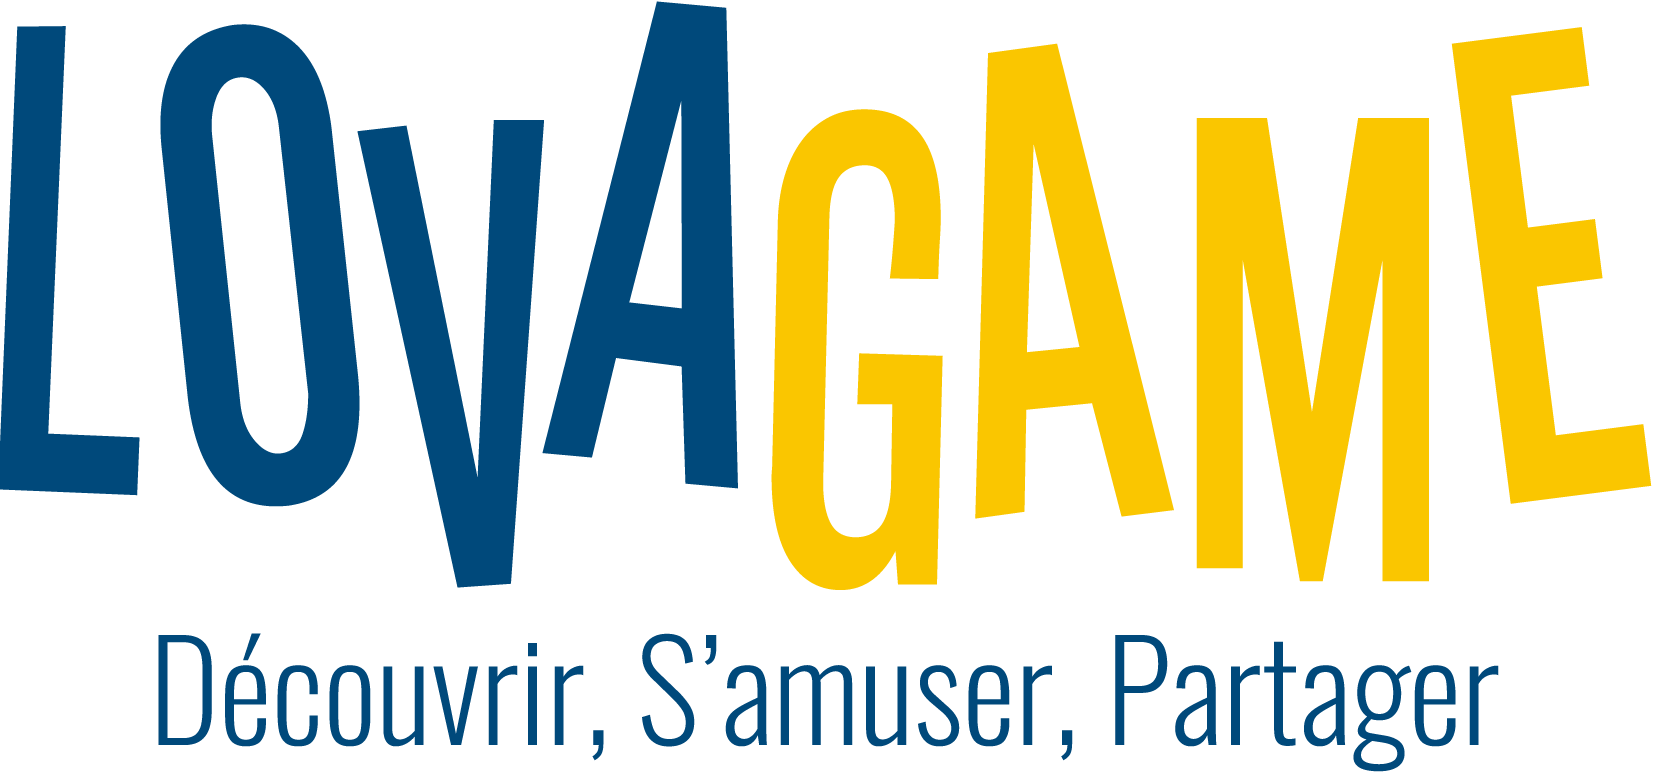 LOVAGAME
Découvrir, S’amuser, Partager